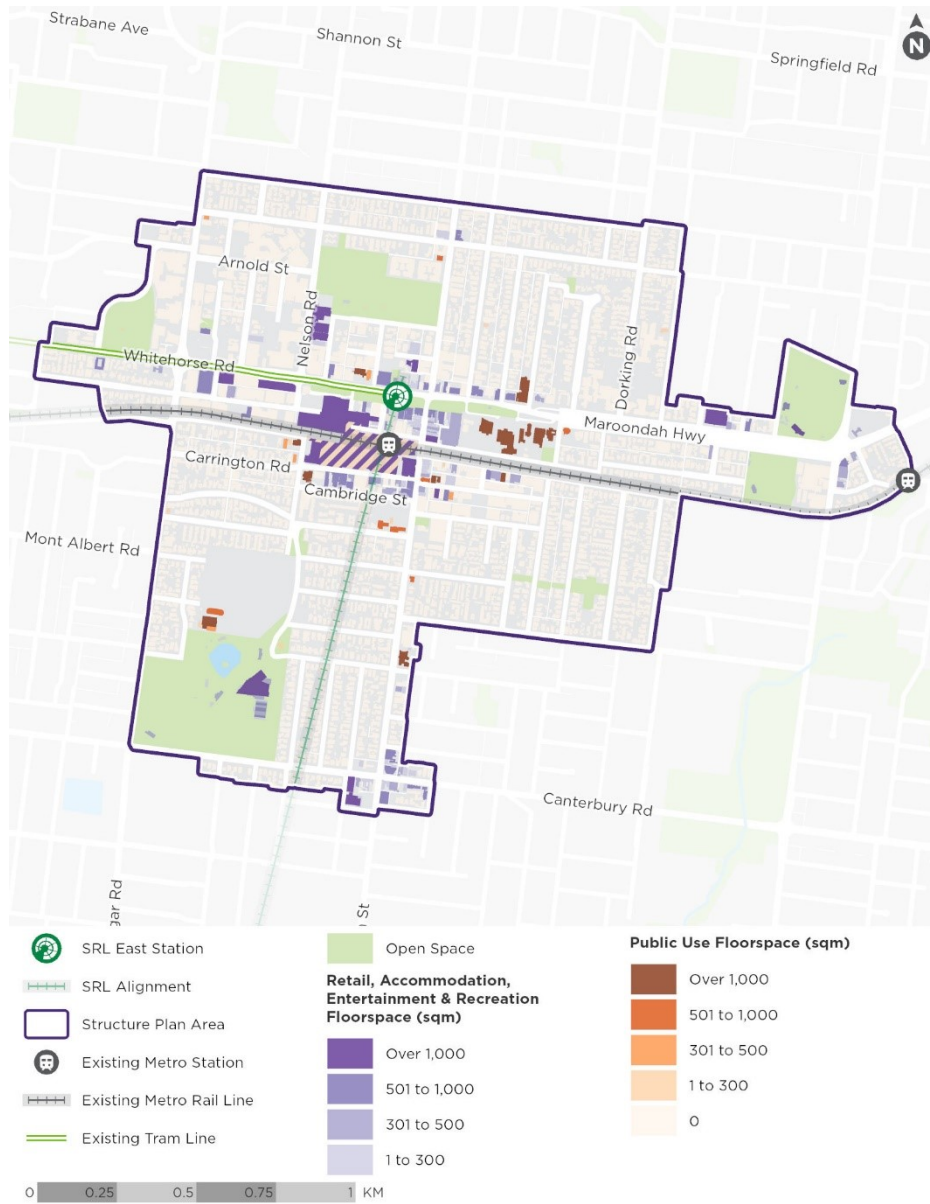 Strabane Ave
Shannon St
N
Springfield Rd
Arnold St
Nelson Rd
Whitehorse Rd
Dorking Rd
Maroondah Hwy
Carrington Rd
Cambridge St
Mont Albert Rd
Canterbury Rd
gar Rd
St
SRL East Station
SRL Alignment
Structure Plan Area
Existing Metro Station
Existing Metro Rail Line
Existing Tram Line
0 0.25 0.5 0.75 1 KM
Open Space
Retail, Accommodation,
Entertainment & Recreation
Floorspace (sqm)
Over 1,000
501 to 1,000
301 to 500
1 to 300
Public Use Floorspace (sqm)
Over 1,000
501 to 1,000
301 to 500
1 to 300
0